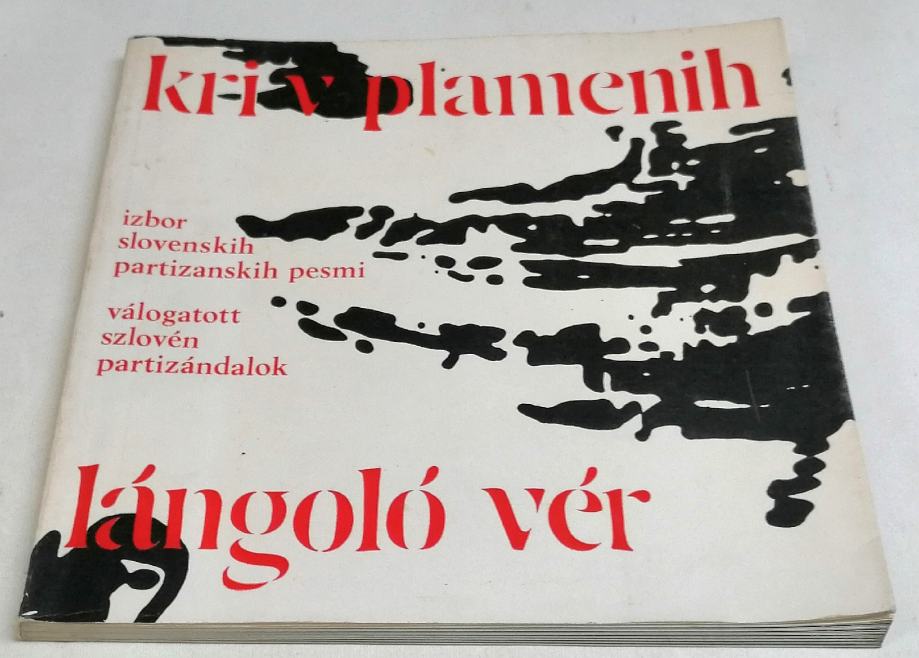 kri v plamenih
izbor
slovenskih
partizanskih pesmi
válogatott
szlovén
partizándalok
lángoló vér